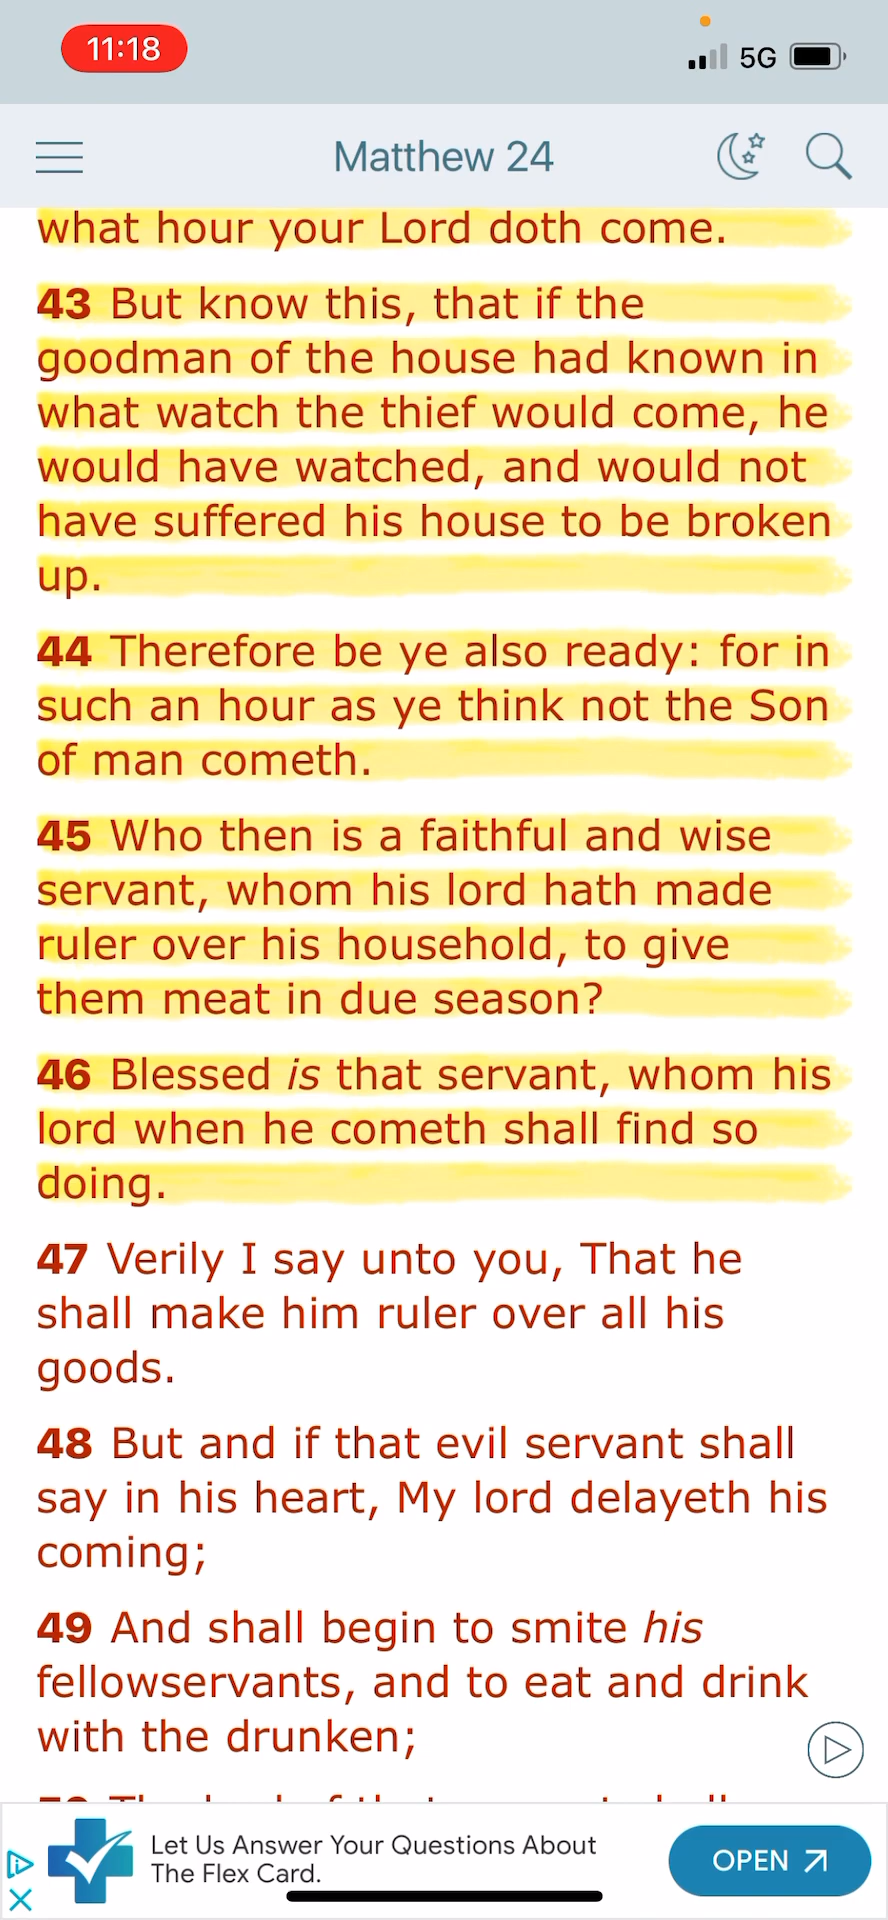 11:18
5G
Matthew 24
what hour your Lord doth come.
43 But know this, that if the
goodman of the house had known in
what watch the thief would come, he
would have watched, and would not
have suffered his house to be broken
up.
44 Therefore be ye also ready: for in
such an hour as ye think not the Son
of man cometh.
45 Who then is a faithful and wise
servant, whom his lord hath made
ruler over his household, to give
them meat in due season?
46 Blessed is that servant, whom his
lord when he cometh shall find so
doing.
47 Verily I say unto you, That he
shall make him ruler over all his
goods.
48 But and if that evil servant shall
say in his heart, My lord delayeth his
coming;
49 And shall begin to smite his
fellowservants, and to eat and drink
with the drunken;
Let Us Answer Your Questions About
The Flex Card.
OPEN